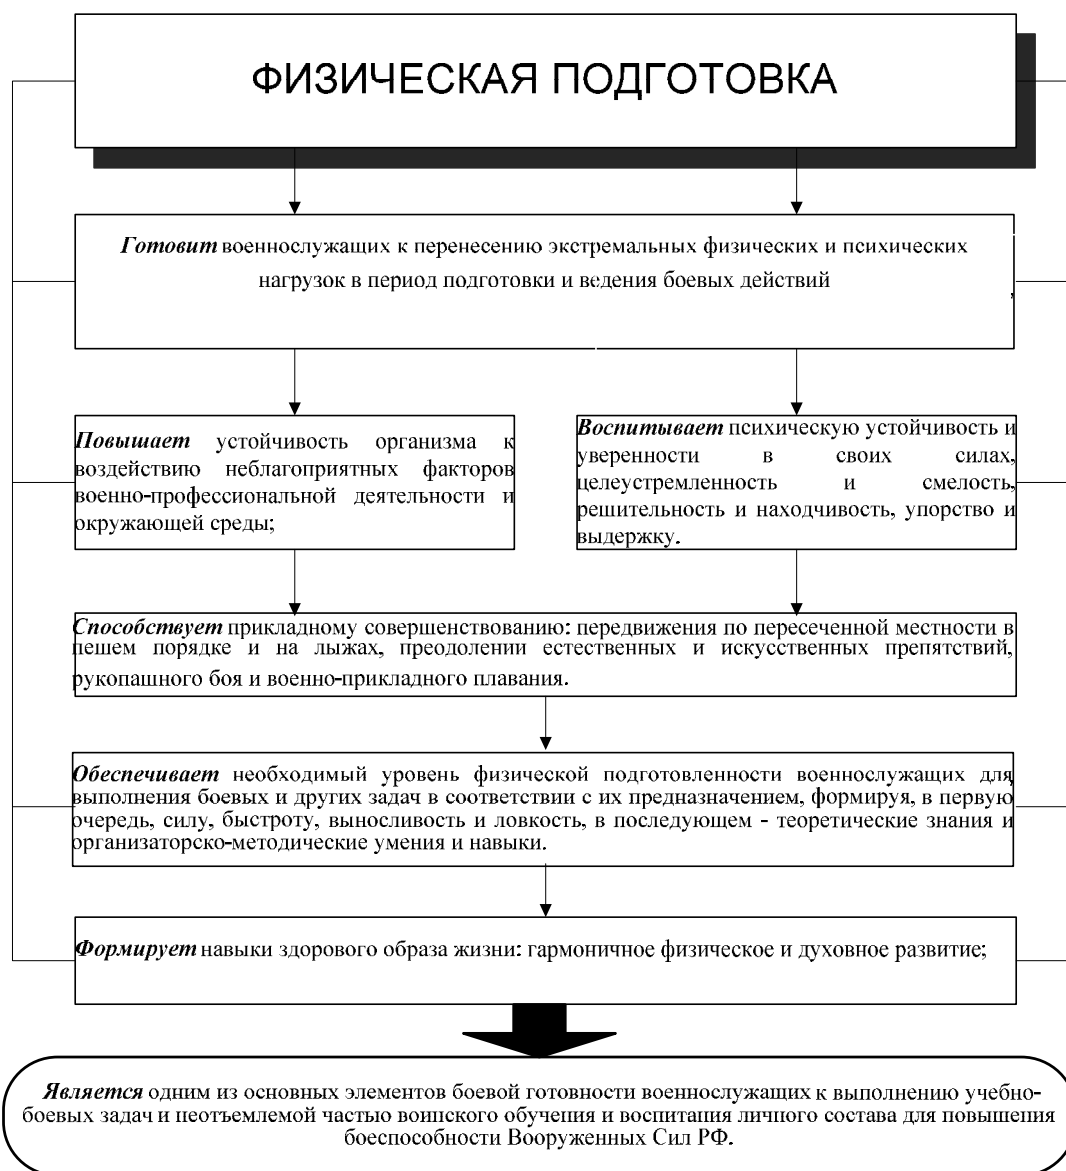 ФИЗИЧЕСКАЯ ПОДГОТОВКА
Готовит военнослужащих к перенесению экстремальных физических и психических
нагрузок в период подготовки и ведения боевых действий
,
Повышает устойчивость организма к
воздействию неблагоприятных факторов
военно-профессиональной деятельности и
окружающей среды;
Воспитывает психическую устойчивость и
уверенности в своих силах,
целеустремленность и смелость,
решительность и находчивость, упорство и
выдержку.
Способствует прикладному совершенствованию: передвижения по пересеченной местности в
пешем порядке и на лыжах, преодолении естественных и искусственных препятствий,
рукопашного боя и военно-прикладного плавания.
Обеспечивает необходимый уровень физической подготовленности военнослужащих для
выполнения боевых и других задач в соответствии с их предназначением, формируя, в первую
очередь, силу, быстроту, выносливость и ловкость, в последующем - теоретические знания и
организаторско-методические умения и навыки.
Формирует навыки здорового образа жизни: гармоничное физическое и духовное развитие;
Является одним из основных элементов боевой готовности военнослужащих к выполнению учебно-
боевых задач и неотъемлемой частью воинского обучения и воспитания личного состава для повышения
боеспособности Вооруженных Сил РФ.